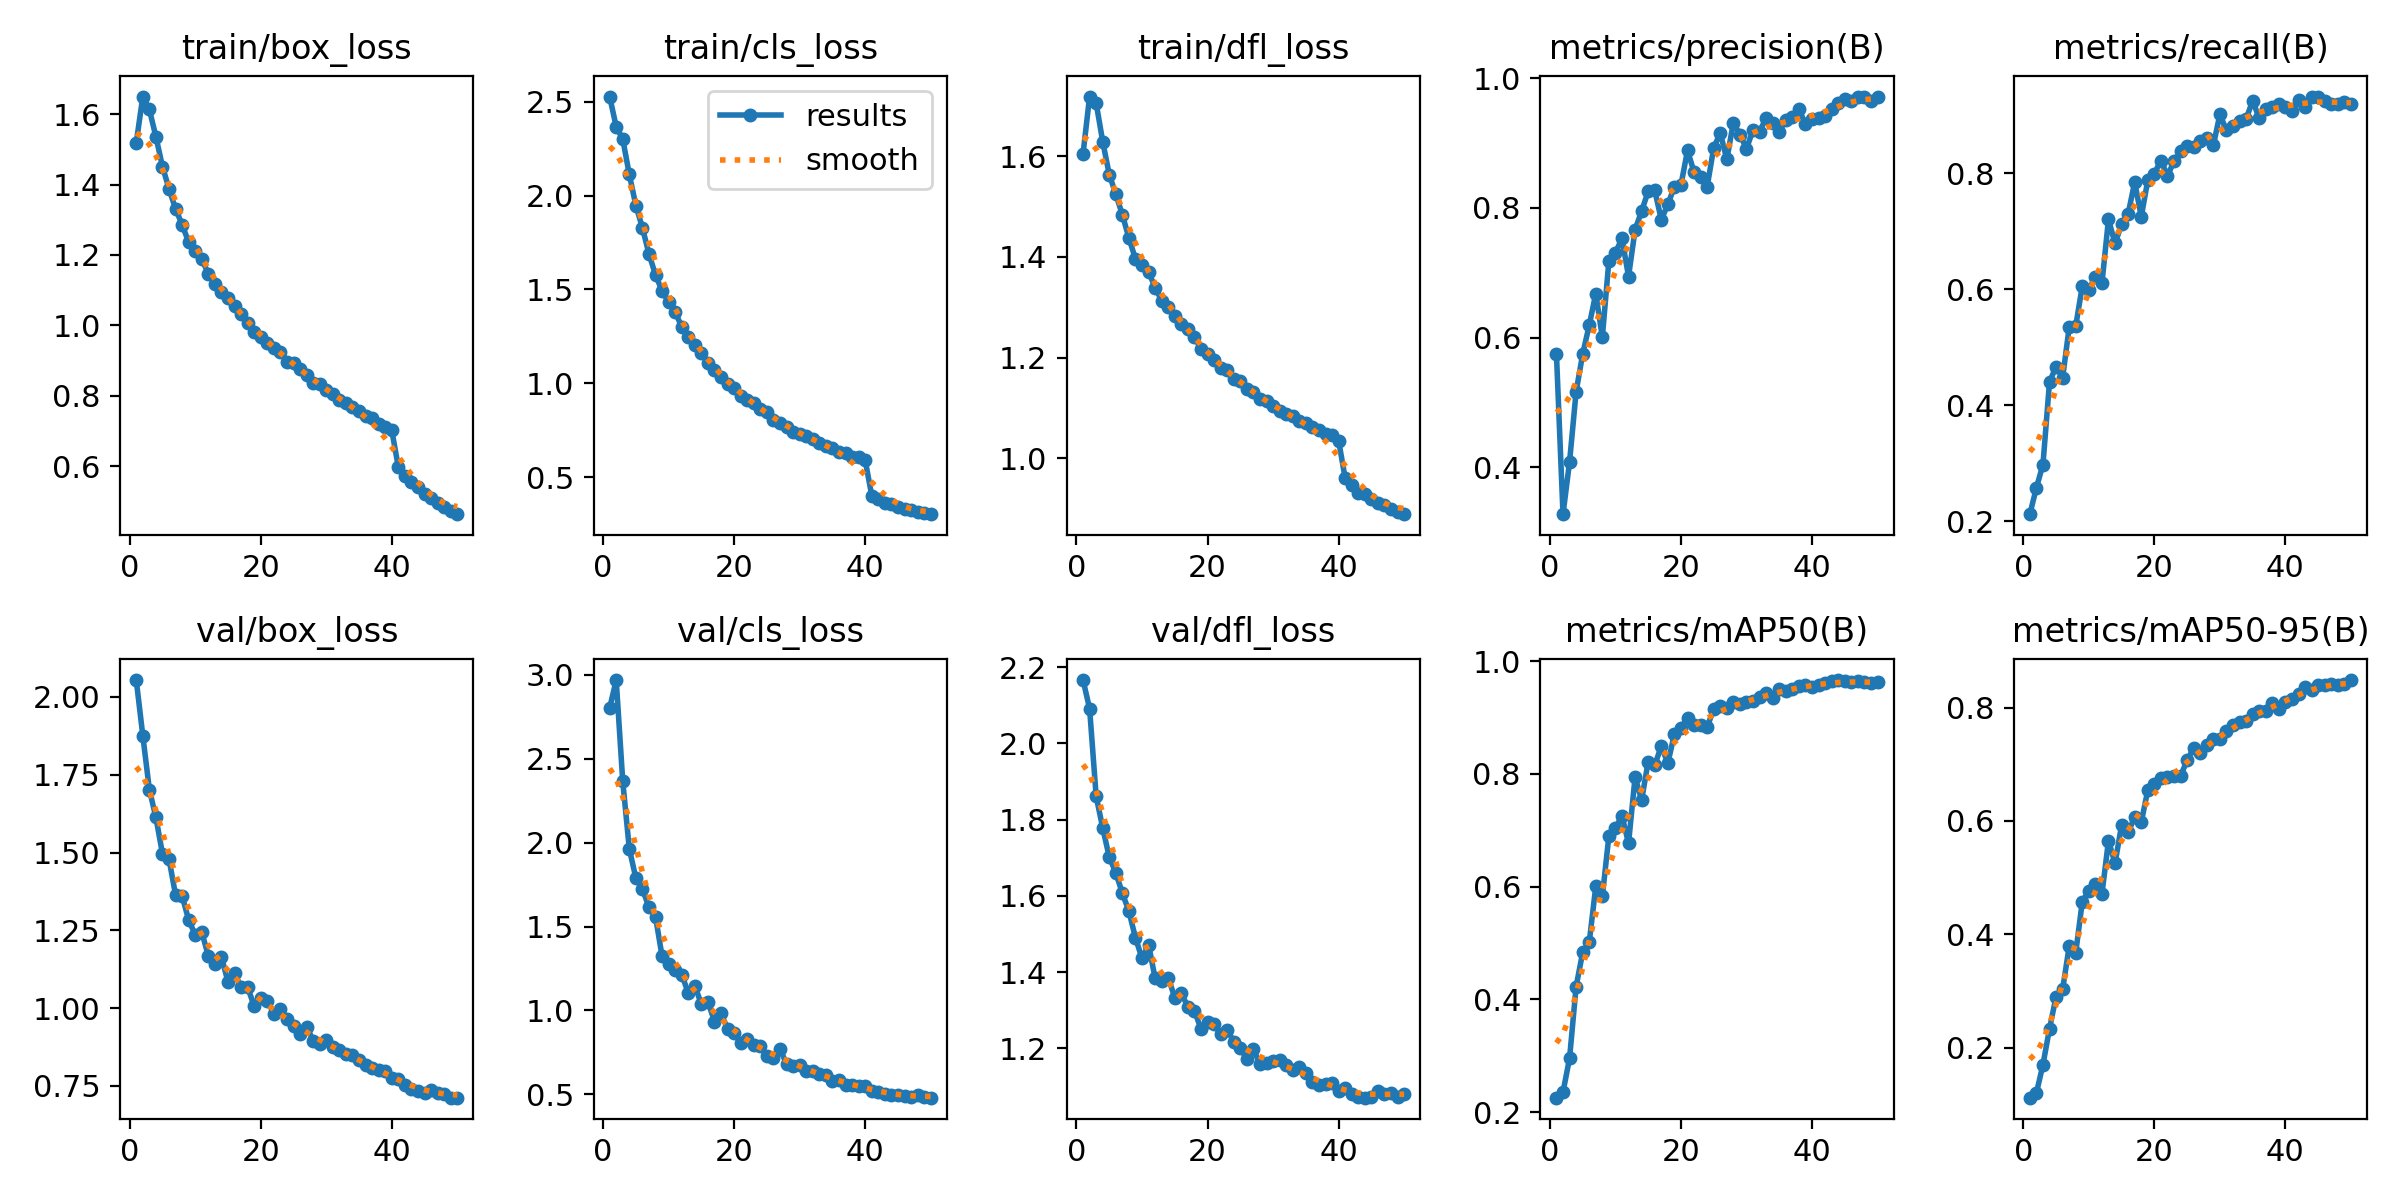 train/box_loss
1.6
1.4
1.2
1.0
0.8
0.6
0 20 40
train/cls_loss
results
smooth
2.5
2.0
1.5
1.0
0.5
0 20 40
train/dfl_loss
1.6
1.4
1.2
1.0
0 20 40
metrics/precision(B)
1.0
0.8
0.6
0.4
0 20 40
metrics/recall(B)
0.8
0.6
0.4
0.2
0 20 40
val/box_loss
2.00
1.75
1.50
1.25
1.00
0.75
0 20 40
val/cls_loss
3.0
2.5
2.0
1.5
1.0
0.5
0 20 40
val/dfl_loss
2.2
2.0
1.8
1.6
1.4
1.2
0 20 40
metrics/mAP50(B)
1.0
0.8
0.6
0.4
0.2
0 20 40
metrics/mAP50-95(B)
0.8
0.6
0.4
0.2
0 20 40